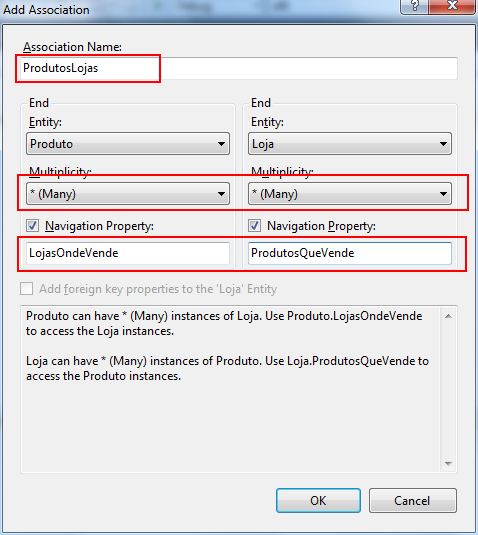 Add Association
Association Name:
ProdutosLojas
End
End
Entity:
Entity:
Produto
Loja
Multiplicity:
Multiplicity:
* (Many)
* (Many)
Navigation Property:
Navigation Property:
LojasOndeVende
ProdutosQueVende
Add foreign key properties to the 'Loja' Entity
Produto can have * (Many) instances of Loja. Use Produto.LojasOndeVende
to access the Loja instances.
Loja can have * (Many) instances of Produto. Use Loja.ProdutosQueVende to
access the Produto instances.
OK
Cancel